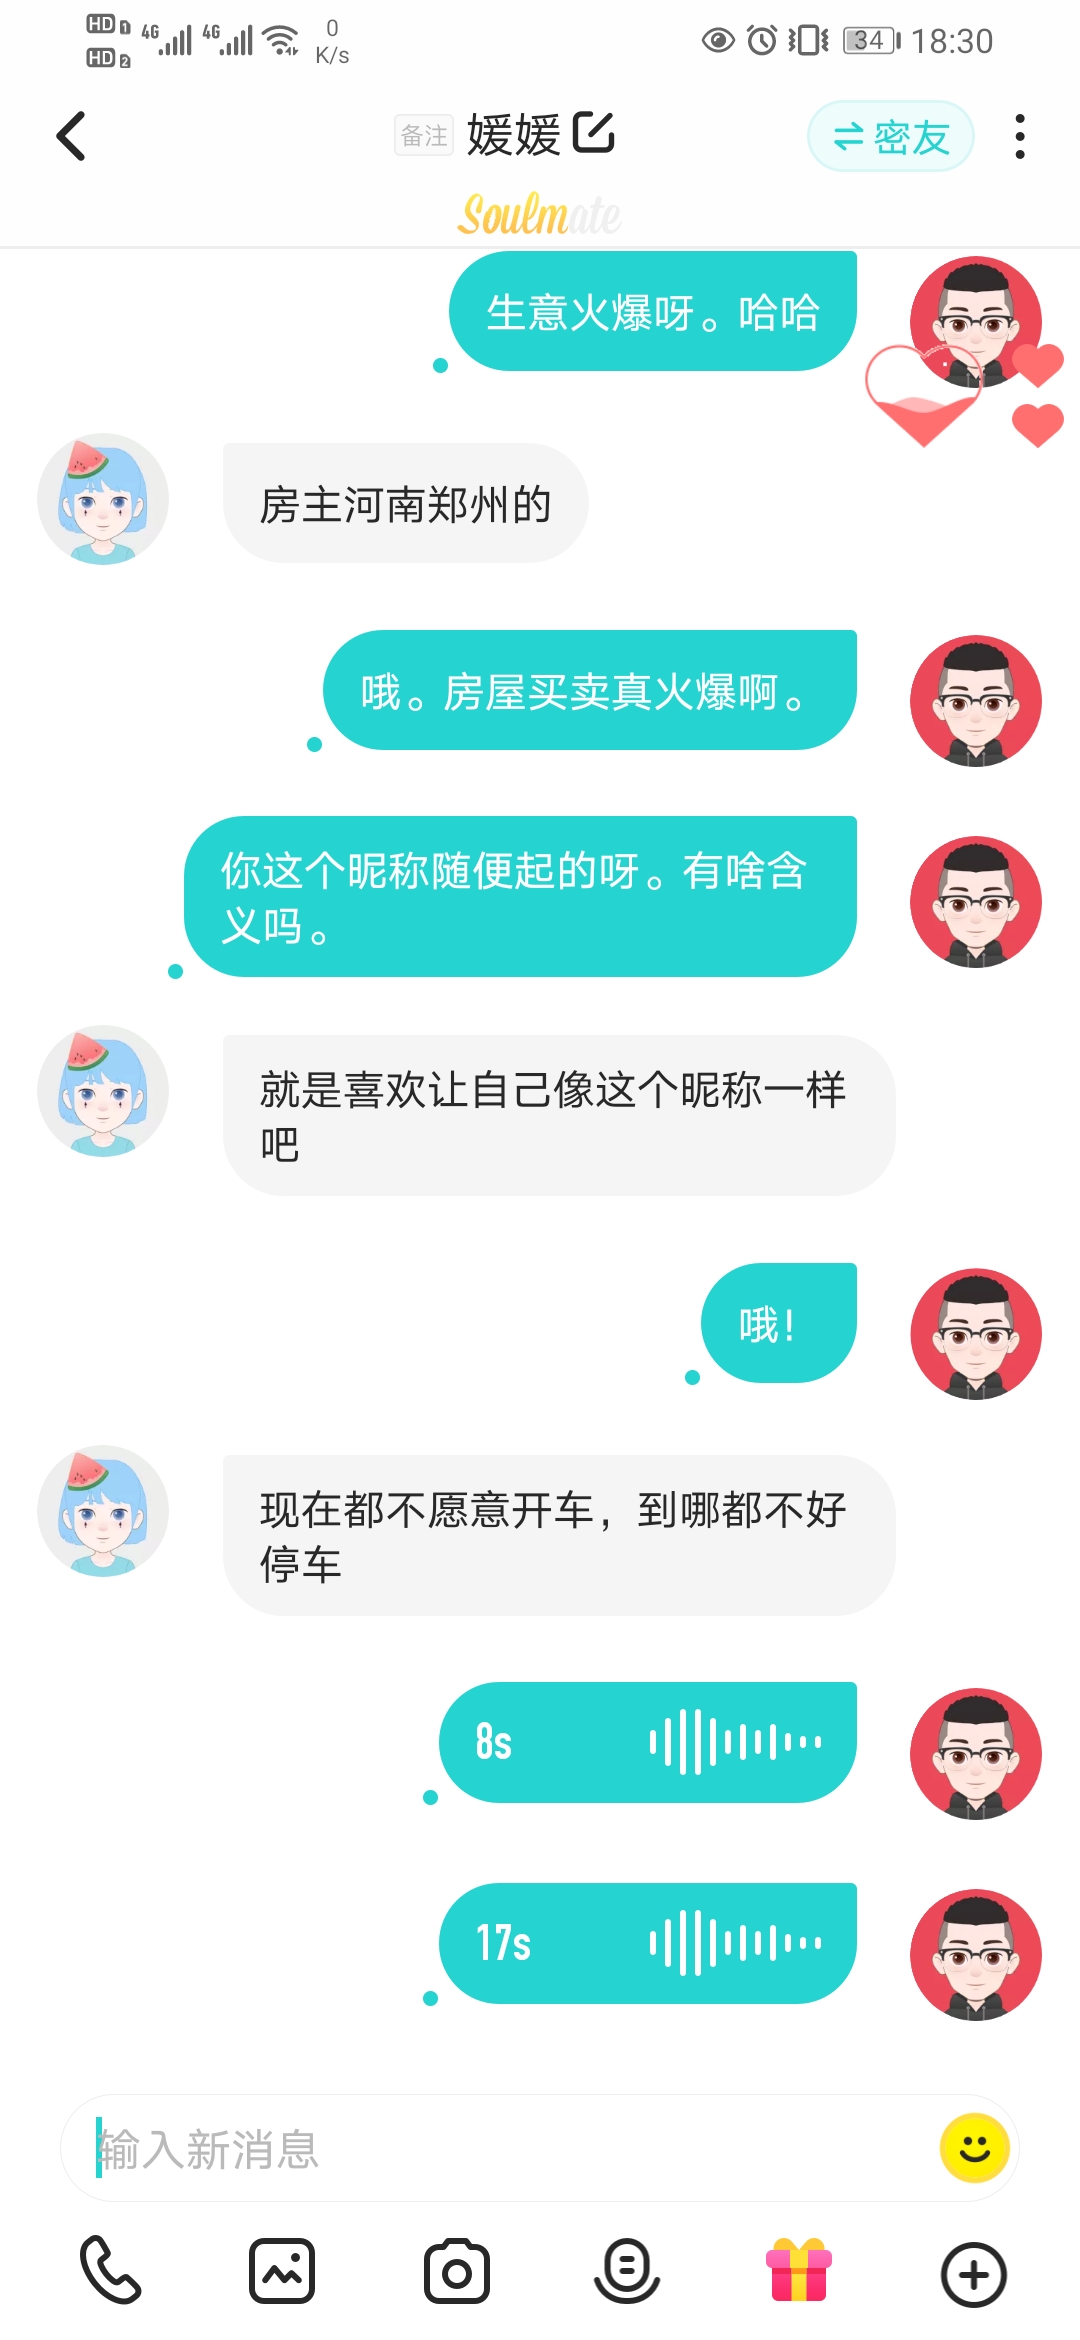 HD 1 4G 4G 0 K/s 34 18:30
HD 2
备注 媛媛 密友
Soulmate
生意火爆呀。哈哈
房主河南郑州的
哦。房屋买卖真火爆啊。
你这个昵称随便起的呀。有啥含
义吗。
就是喜欢让自己像这个昵称一样
吧
哦!
现在都不愿意开车，到哪都不好
停车
8s
17s
输入新消息